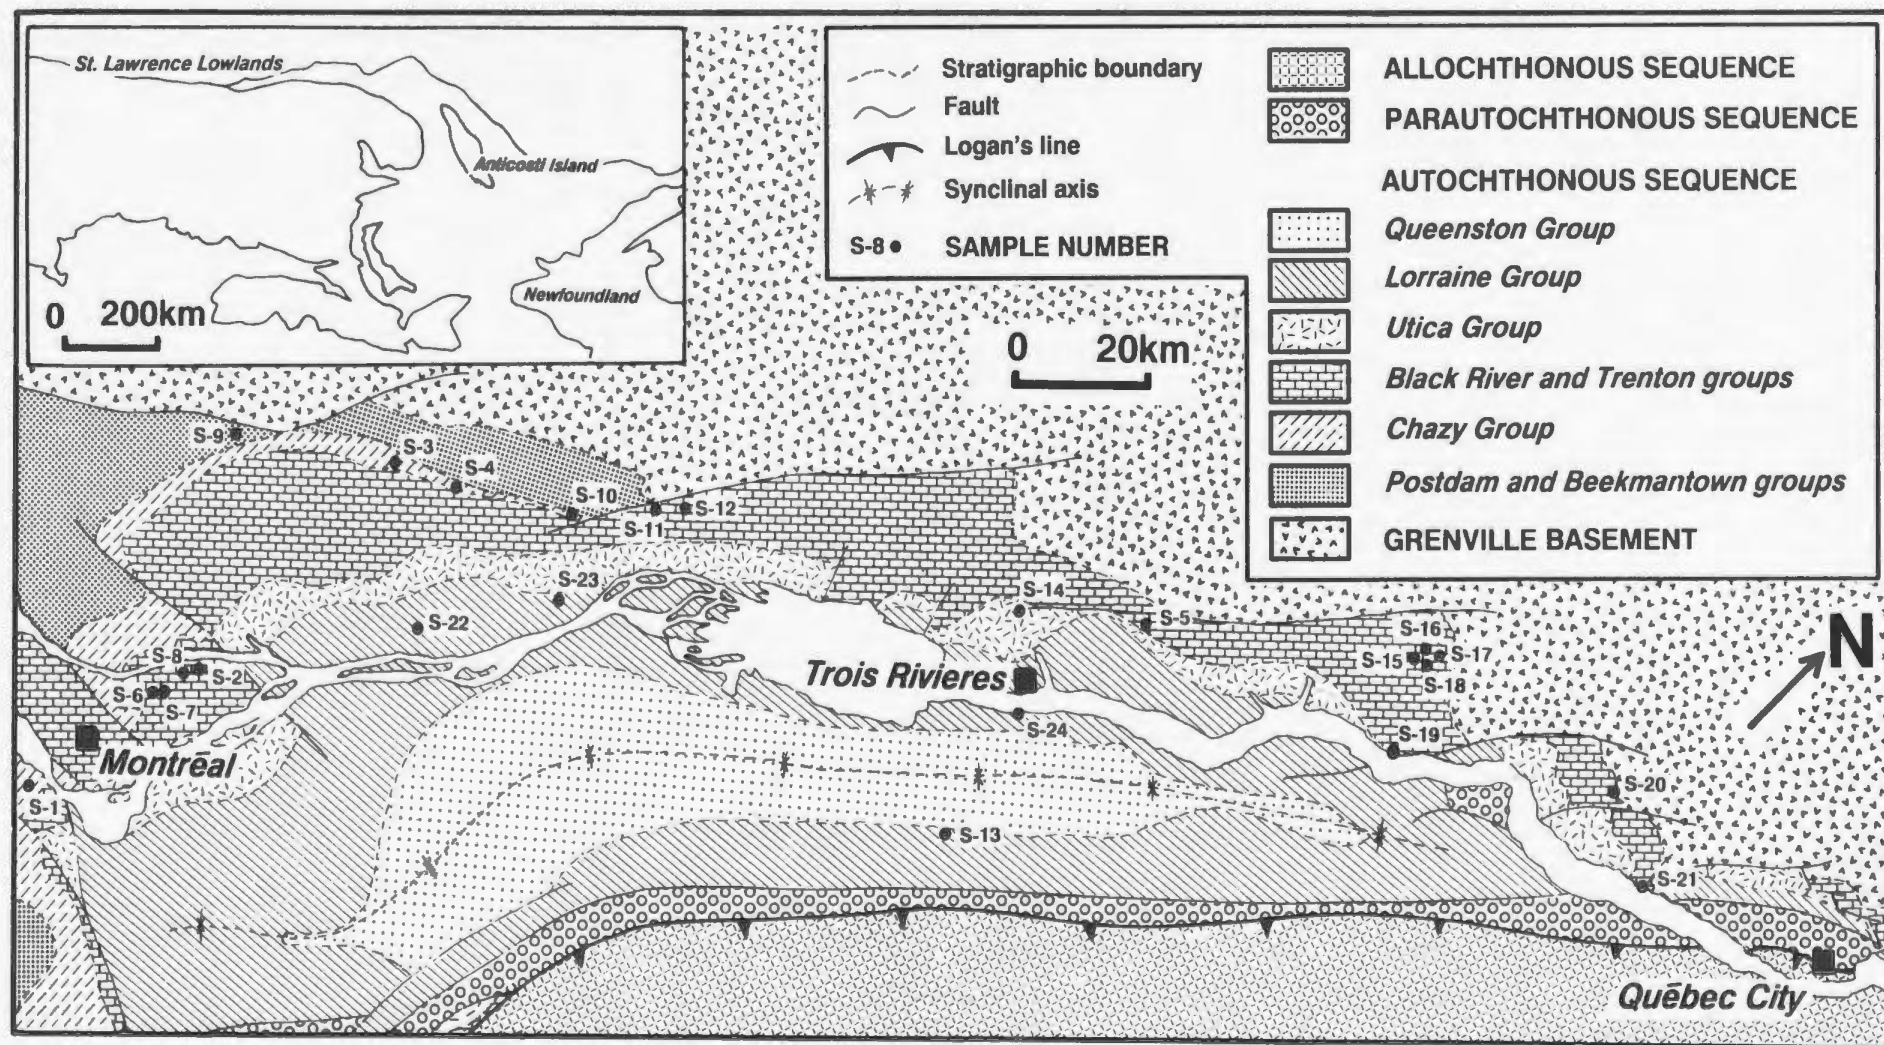 St. Lawrence Lowlands
Anticosti Island
Newfoundland
0 200km
Stratigraphic boundary
Fault
Logan's line
Synclinal axis
S-8 SAMPLE NUMBER
ALLOCHTHONOUS SEQUENCE
PARAUTOCHTHONOUS SEQUENCE
AUTOCHTHONOUS SEQUENCE
Queenston Group
Lorraine Group
Utica Group
Black River and Trenton groups
Chazy Group
Postdam and Beekmantown groups
GRENVILLE BASEMENT
0 20km
N
S-9
S-3
S-4
S-10
S-11
S-12
S-23
S-22
S-14
S-5
S-16
S-15
S-17
S-18
S-8
S-2
S-6
S-7
Trois Rivieres
S-24
S-19
Montrēal
S-1
S-20
S-13
S-21
Quēbec City